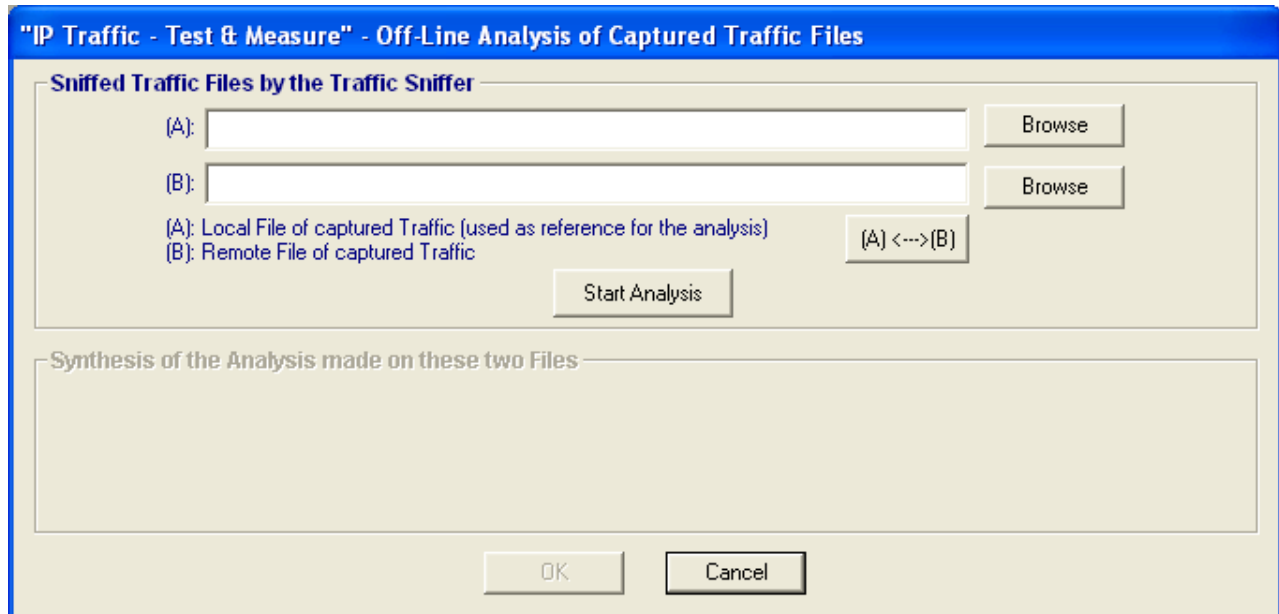 "IP Traffic - Test & Measure" - Off-Line Analysis of Captured Traffic Files
Sniffed Traffic Files by the Traffic Sniffer
(A):
Browse
(B):
Browse
(A): Local File of captured Traffic (used as reference for the analysis)
(B): Remote File of captured Traffic
(A) <--->(B)
Start Analysis
Synthesis of the Analysis made on these two Files
OK
Cancel